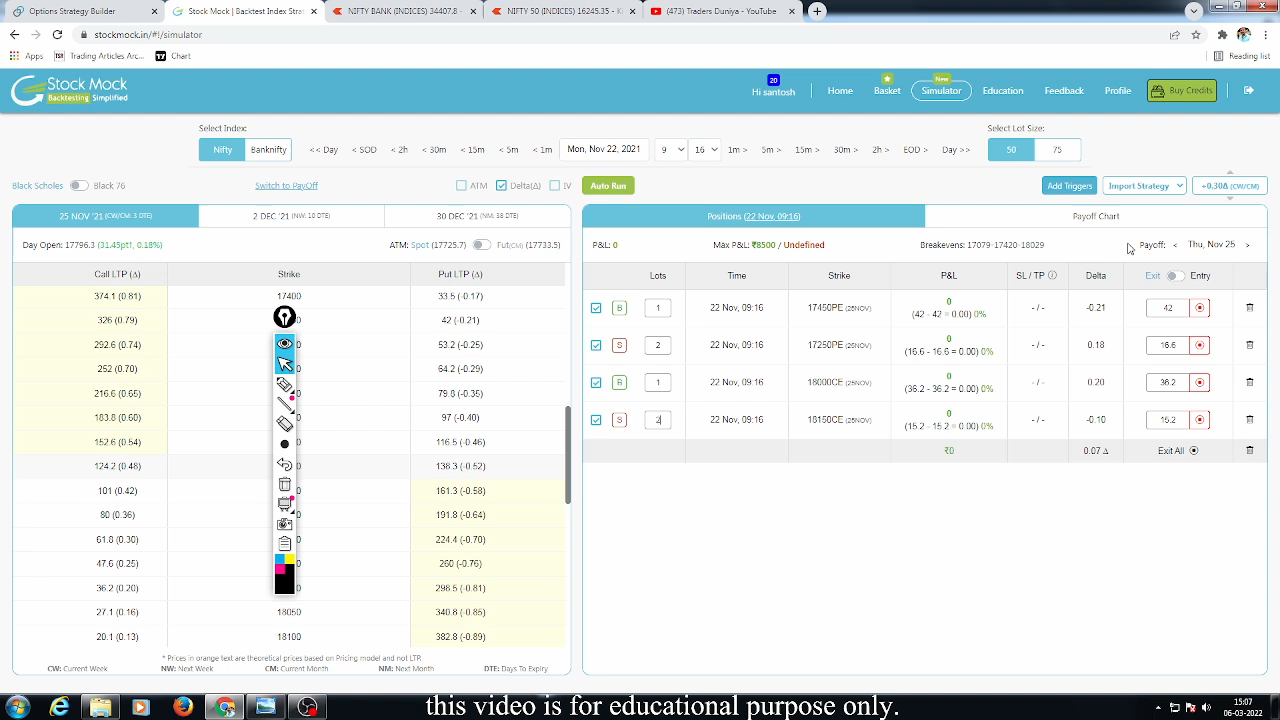 Options Strategy Builder
Stock Mock | Backtest Index Strat
NIFTY BANK (INDICES) 34407.8 -
NIFTY 50 (INDICES) 16245.35 - K
(473) Traders Duniya - YouTube
stockmock.in/#!/simulator
Apps
Trading Articles Arc...
Chart
Reading list
Stock Mock
Backtesting Simplified
20
Hi santosh
Home
Basket
New
Simulator
Education
Feedback
Profile
Buy Credits
Select Index:
Select Lot Size:
Nifty
Banknifty
<< Day
< SOD
< 2h
< 30m
< 15m
< 5m
< 1m
Mon, Nov 22, 2021
9
16
1m >
5m >
15m >
30m >
2h >
EOD >
Day >>
50
75
Black Scholes
Black 76
Switch to PayOff
ATM
Delta(Δ)
IV
Auto Run
Add Triggers
Import Strategy
+0.30Δ (CW/CM)
25 NOV '21 (CW/CM: 3 DTE)
2 DEC '21 (NW: 10 DTE)
30 DEC '21 (NM: 38 DTE)
Positions (22 Nov, 09:16)
Payoff Chart
Day Open: 17796.3 (31.45pt↑, 0.18%)
ATM: Spot (17725.7)
Fut(CM) (17733.5)
P&L: 0
Max P&L: ₹8500 / Undefined
Breakevens: 17079-17420-18029
Payoff: < Thu, Nov 25 >
Call LTP (Δ) Strike Put LTP (Δ)
374.1 (0.81) 17400 33.5 (-0.17)
326 (0.79) 42 (-0.21)
292.6 (0.74) 53.2 (-0.25)
252 (0.70) 64.2 (-0.29)
216.6 (0.65) 79.8 (-0.35)
183.8 (0.60) 97 (-0.40)
152.6 (0.54) 116.5 (-0.46)
124.2 (0.48) 138.3 (-0.52)
101 (0.42) 161.3 (-0.58)
80 (0.36) 191.8 (-0.64)
61.8 (0.30) 224.4 (-0.70)
47.6 (0.25) 260 (-0.76)
36.2 (0.20) 298.5 (-0.81)
27.1 (0.16) 18050 340.8 (-0.85)
20.1 (0.13) 18100 382.8 (-0.89)
* Prices in orange text are theoretical prices based on Pricing model and not LTP.
CW: Current Week
NW: Next Week
CM: Current Month
NM: Next Month
DTE: Days To Expiry
Lots Time Strike P&L SL / TP Delta Exit Entry
B 1 22 Nov, 09:16 17450PE (25NOV) 0 - / - -0.21 42
(42 - 42 = 0.00) 0%
S 2 22 Nov, 09:16 17250PE (25NOV) 0 - / - 0.18 16.6
(16.6 - 16.6 = 0.00) 0%
B 1 22 Nov, 09:16 18000CE (25NOV) 0 - / - 0.20 36.2
(36.2 - 36.2 = 0.00) 0%
S 2 22 Nov, 09:16 18150CE (25NOV) 0 - / - -0.10 15.2
(15.2 - 15.2 = 0.00) 0%
₹0 0.07 Δ Exit All
this video is for educational purpose only.
15:07
06-03-2022